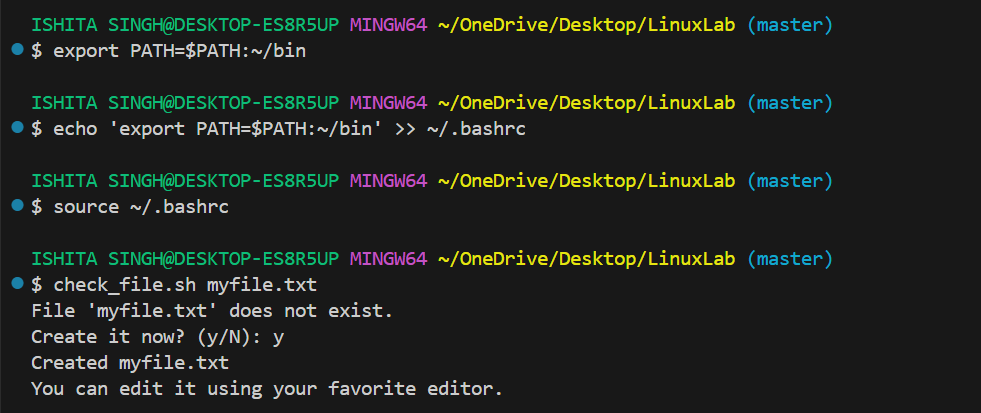 ISHITA SINGH@DESKTOP-ES8R5UP MINGW64 ~/OneDrive/Desktop/LinuxLab (master)
$ export PATH=$PATH:~/bin
ISHITA SINGH@DESKTOP-ES8R5UP MINGW64 ~/OneDrive/Desktop/LinuxLab (master)
$ echo 'export PATH=$PATH:~/bin' >> ~/.bashrc
ISHITA SINGH@DESKTOP-ES8R5UP MINGW64 ~/OneDrive/Desktop/LinuxLab (master)
$ source ~/.bashrc
ISHITA SINGH@DESKTOP-ES8R5UP MINGW64 ~/OneDrive/Desktop/LinuxLab (master)
$ check_file.sh myfile.txt
File 'myfile.txt' does not exist.
Create it now? (y/N): y
Created myfile.txt
You can edit it using your favorite editor.